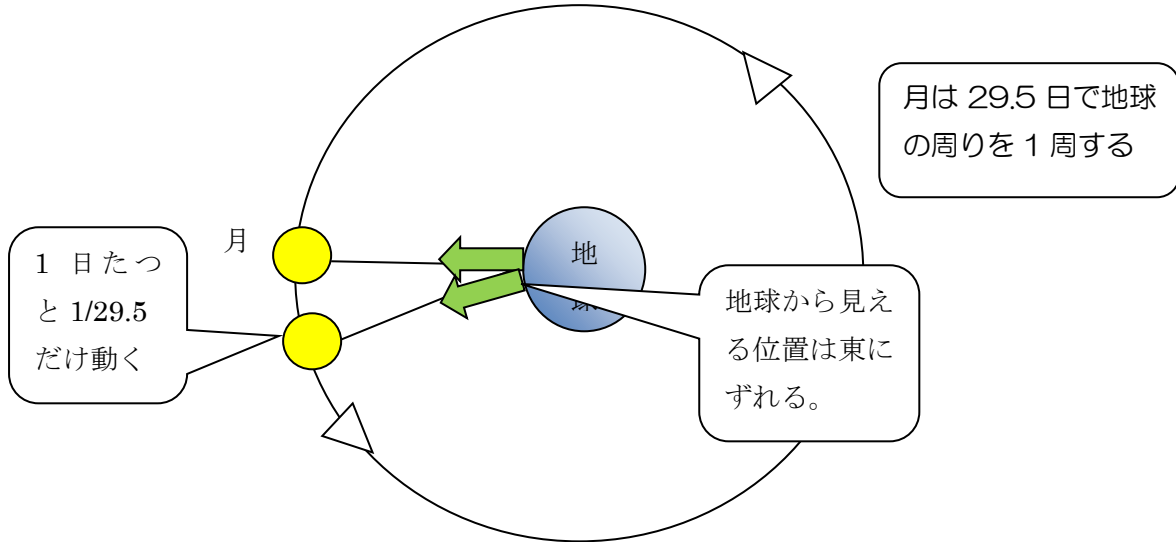 月は 29.5 日で地球
の周りを 1 周する
月
地
1 日たつ
と 1/29.5
だけ動く
地球から見え
る位置は東に
ずれる。